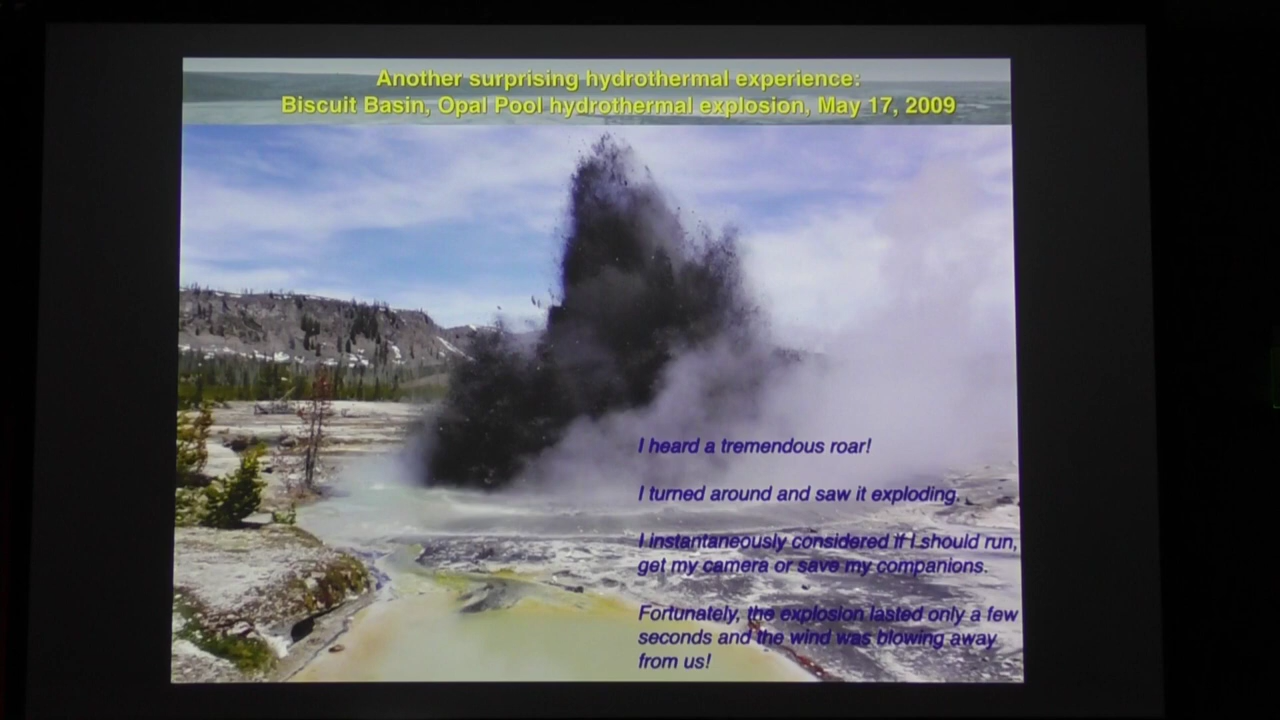 Another surprising hydrothermal experience:
Biscuit Basin, Opal Pool hydrothermal explosion, May 17, 2009
I heard a tremendous roar!
I turned around and saw it exploding.
I instantaneously considered if I should run,
get my camera or save my companions.
Fortunately, the explosion lasted only a few
seconds and the wind was blowing away
from us!